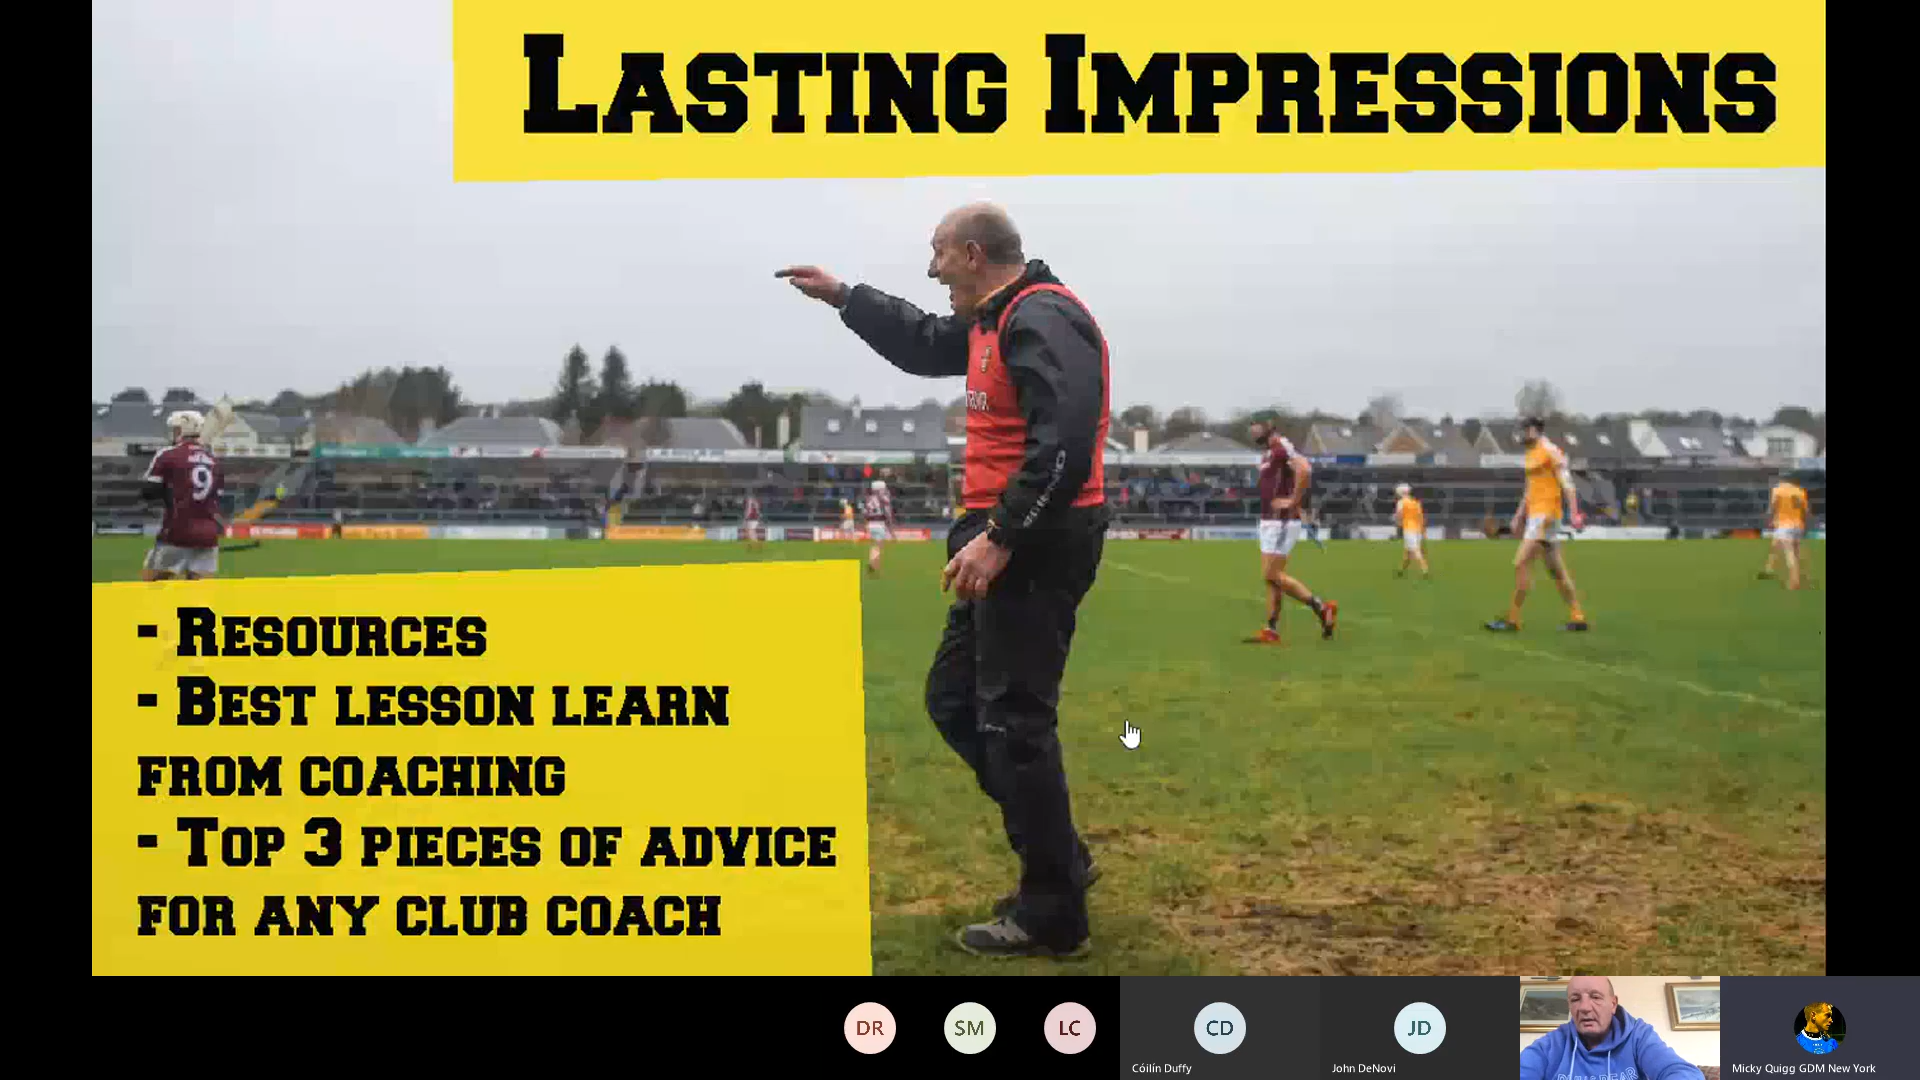 Lasting Impressions
9
- Resources
- Best lesson learn
from coaching
- Top 3 pieces of advice
for any club coach
DR
SM
LC
CD
JD
Cóilín Duffy
John DeNovi
Micky Quigg GDM New York